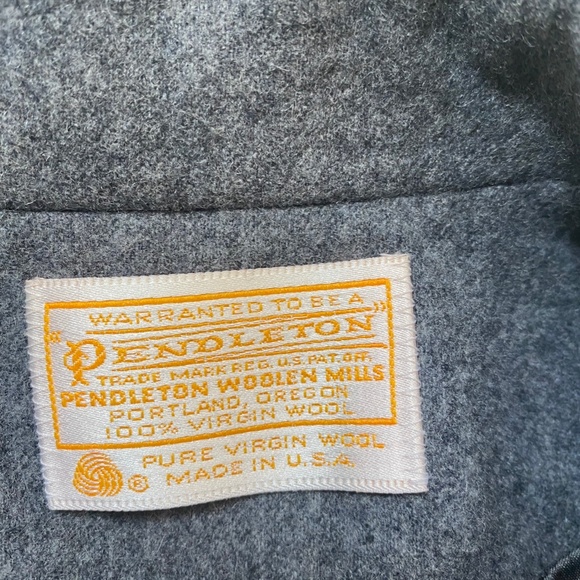 WARRANTED TO BE A
"PENDLETON"
TRADE MARK REG. U.S. PAT. OFF.
PENDLETON WOOLEN MILLS
PORTLAND, OREGON
100% VIRGIN WOOL
® PURE VIRGIN WOOL
MADE IN U.S.A.